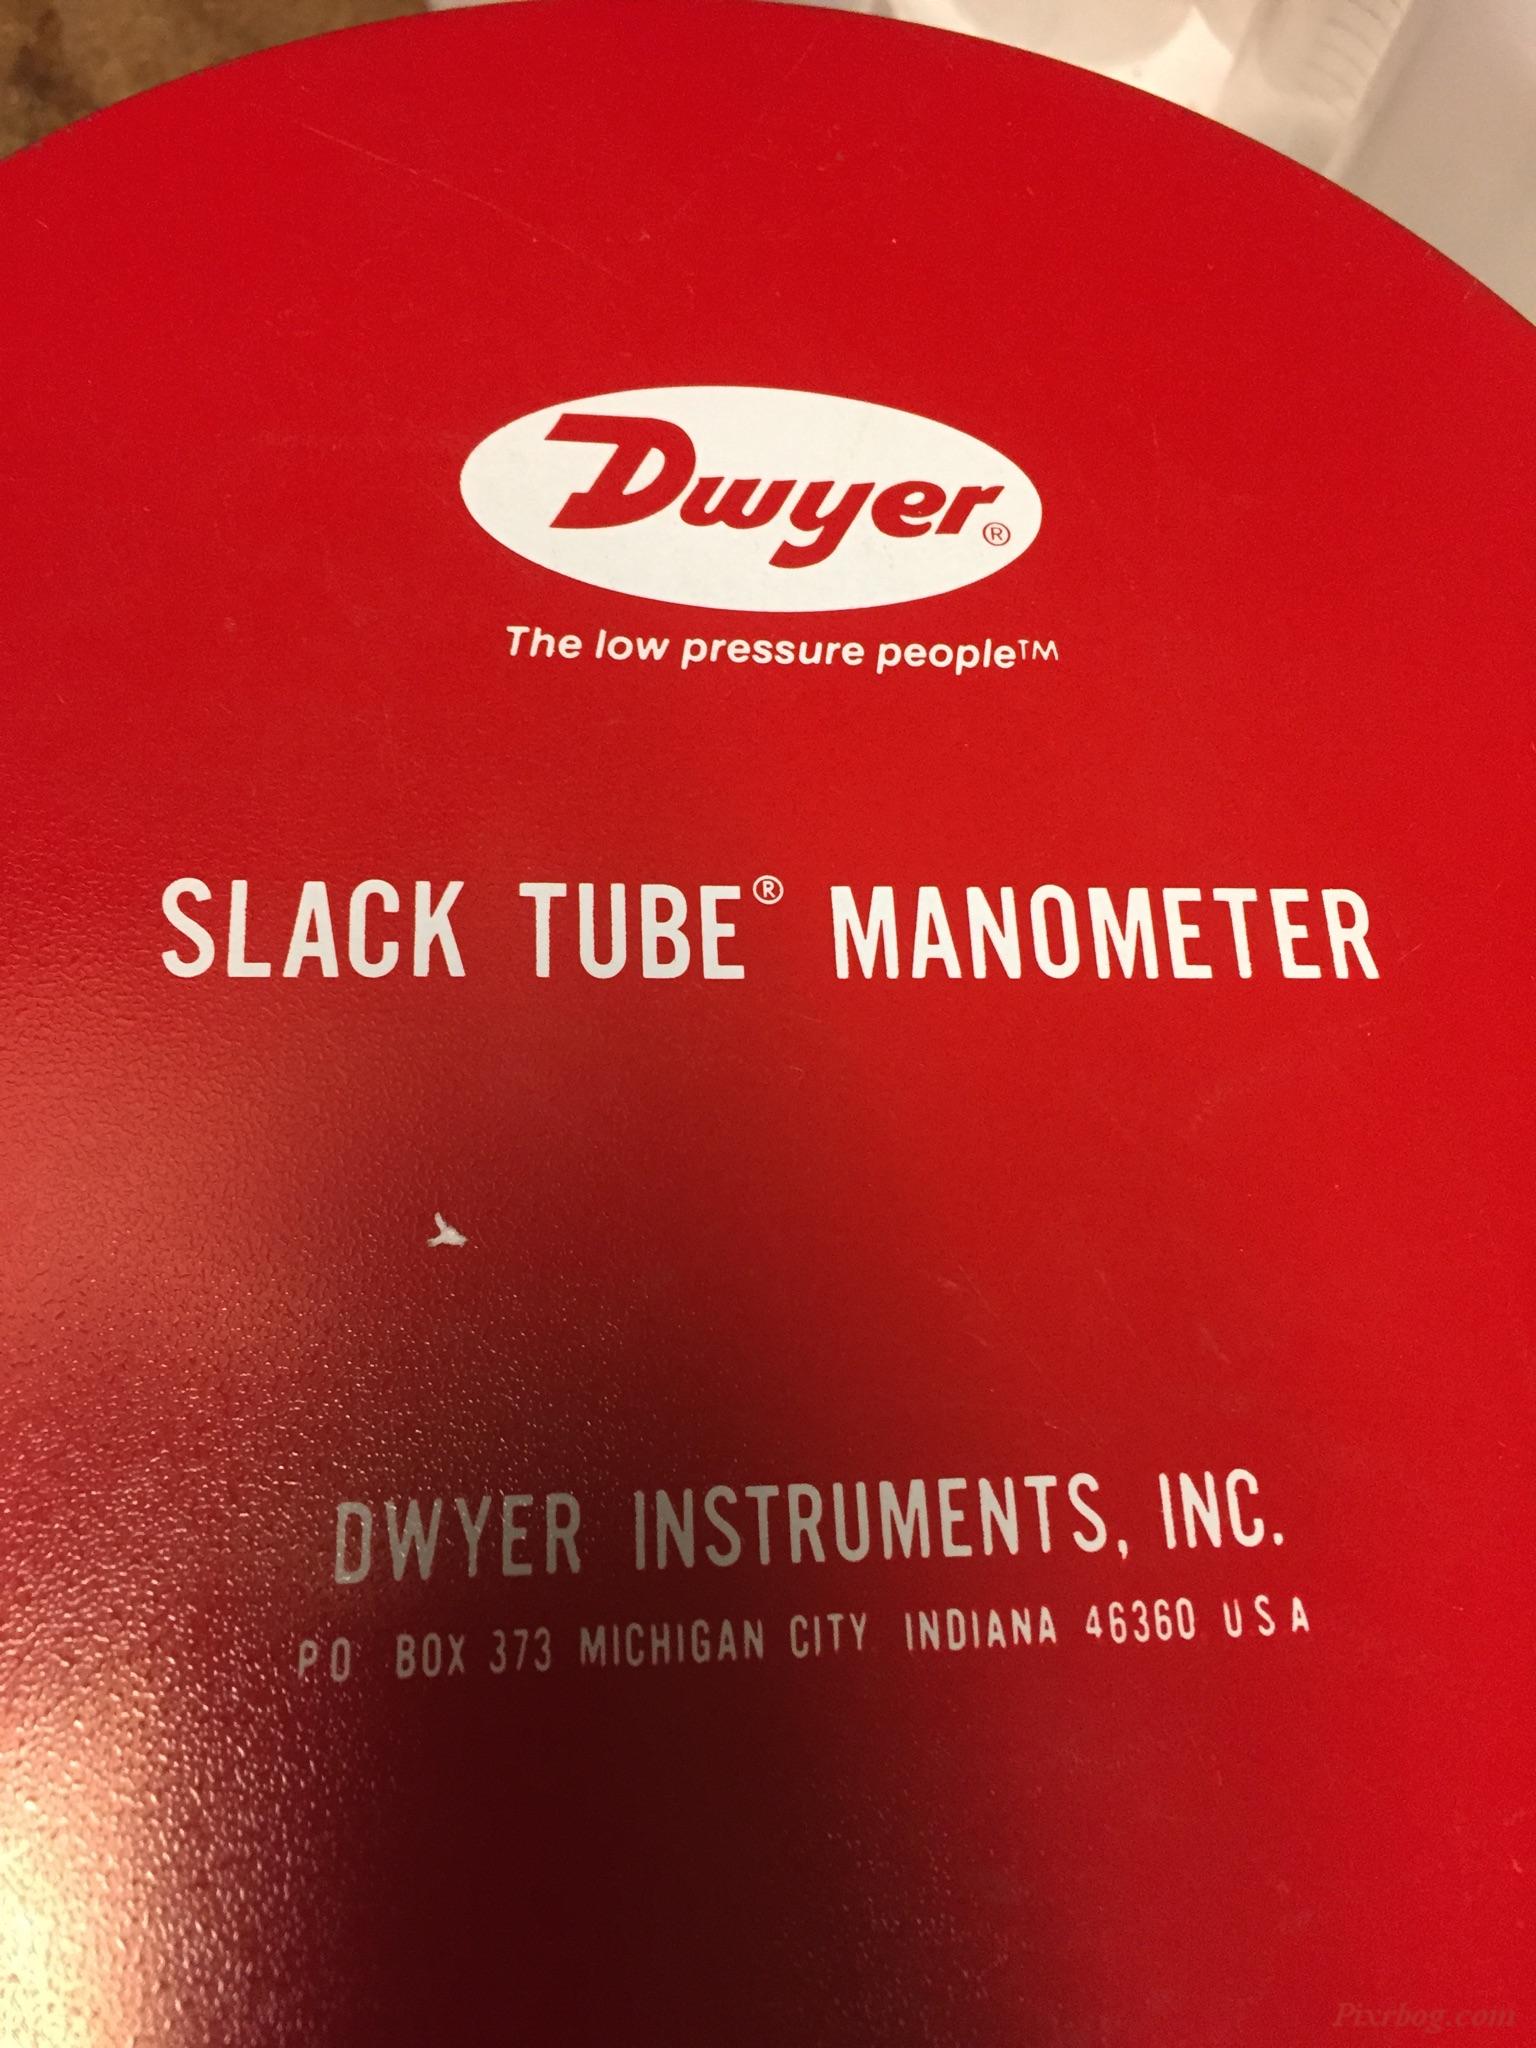 Dwyer®
The low pressure people™
SLACK TUBE® MANOMETER
DWYER INSTRUMENTS, INC.
PO BOX 373 MICHIGAN CITY INDIANA 46360 U S A
Pixrbog.com